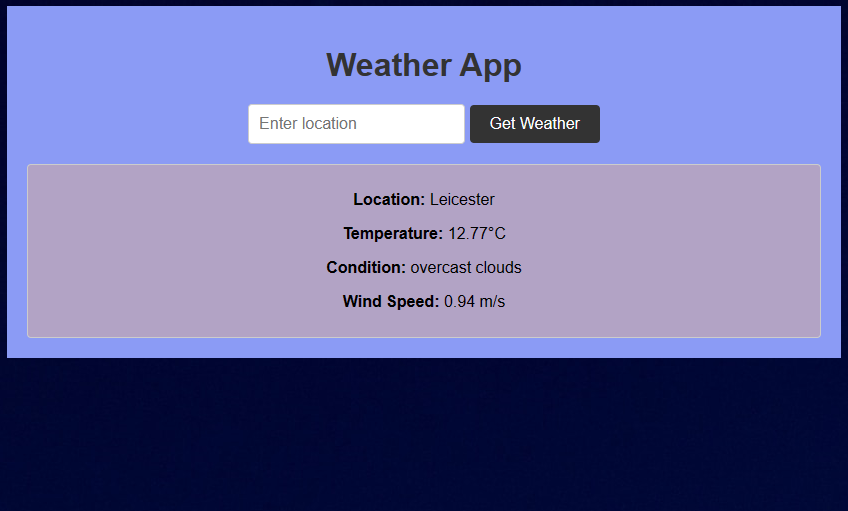 Weather App
Enter location
Get Weather
Location: Leicester
Temperature: 12.77°C
Condition: overcast clouds
Wind Speed: 0.94 m/s